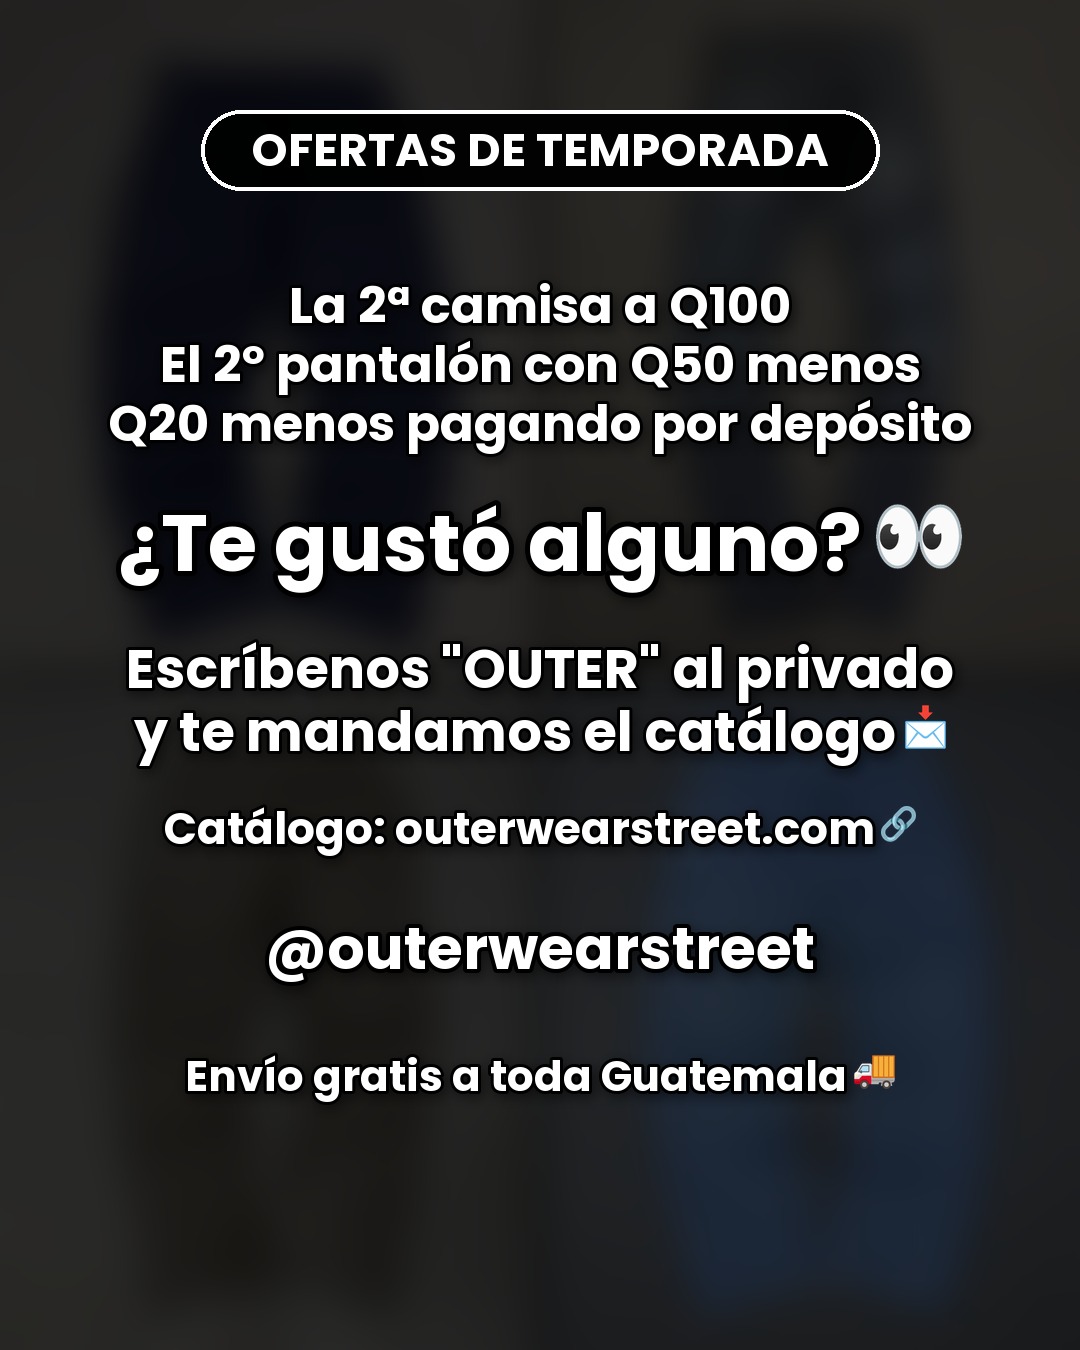 OFERTAS DE TEMPORADA
La 2ª camisa a Q100
El 2º pantalón con Q50 menos
Q20 menos pagando por depósito
¿Te gustó alguno? 👀
Escríbenos "OUTER" al privado
y te mandamos el catálogo 📩
Catálogo: outerwearstreet.com 🔗
@outerwearstreet
Envío gratis a toda Guatemala 🚚